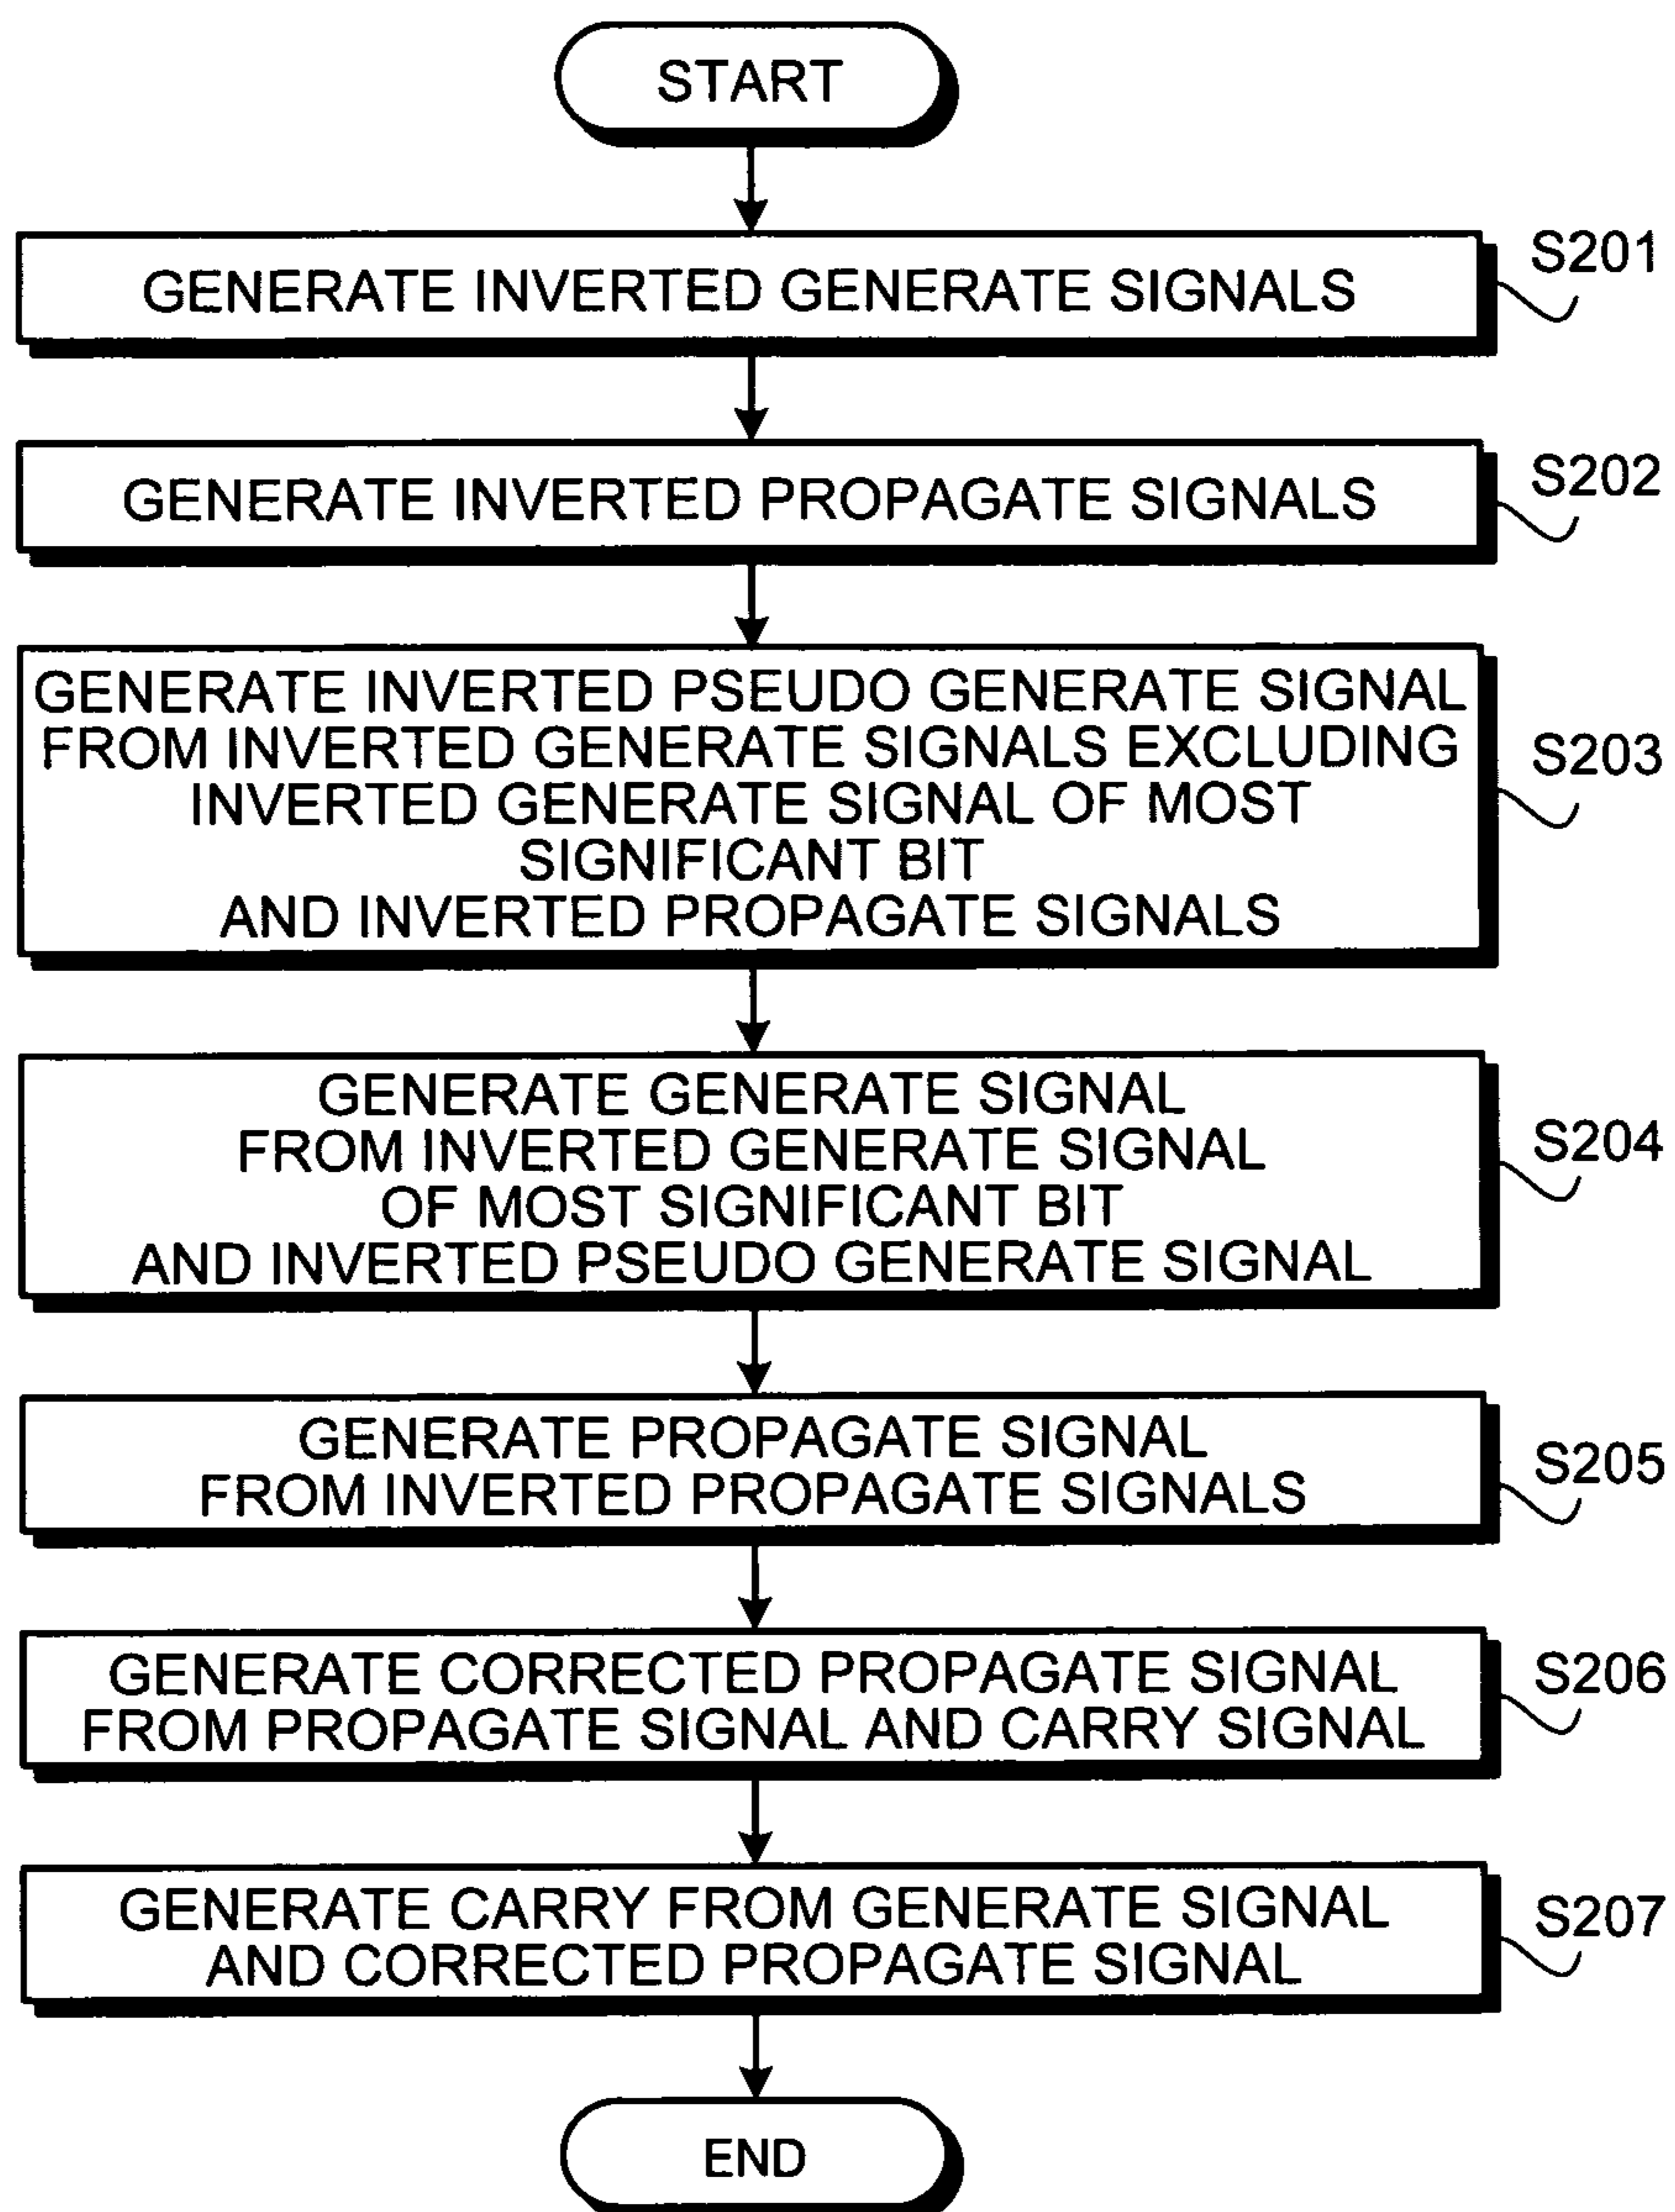 START
GENERATE INVERTED GENERATE SIGNALS
S201
GENERATE INVERTED PROPAGATE SIGNALS
S202
GENERATE INVERTED PSEUDO GENERATE SIGNAL
FROM INVERTED GENERATE SIGNALS EXCLUDING
INVERTED GENERATE SIGNAL OF MOST
SIGNIFICANT BIT
AND INVERTED PROPAGATE SIGNALS
S203
GENERATE GENERATE SIGNAL
FROM INVERTED GENERATE SIGNAL
OF MOST SIGNIFICANT BIT
AND INVERTED PSEUDO GENERATE SIGNAL
S204
GENERATE PROPAGATE SIGNAL
FROM INVERTED PROPAGATE SIGNALS
S205
GENERATE CORRECTED PROPAGATE SIGNAL
FROM PROPAGATE SIGNAL AND CARRY SIGNAL
S206
GENERATE CARRY FROM GENERATE SIGNAL
AND CORRECTED PROPAGATE SIGNAL
S207
END